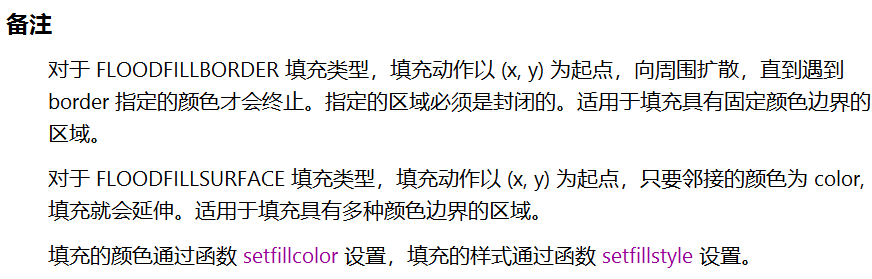 备注
对于 FLOODFILLBORDER 填充类型，填充动作以 (x, y) 为起点，向周围扩散，直到遇到
border 指定的颜色才会终止。指定的区域必须是封闭的。适用于填充具有固定颜色边界的
区域。
对于 FLOODFILLSURFACE 填充类型，填充动作以 (x, y) 为起点，只要邻接的颜色为 color,
填充就会延伸。适用于填充具有多种颜色边界的区域。
填充的颜色通过函数 setfillcolor 设置，填充的样式通过函数 setfillstyle 设置。